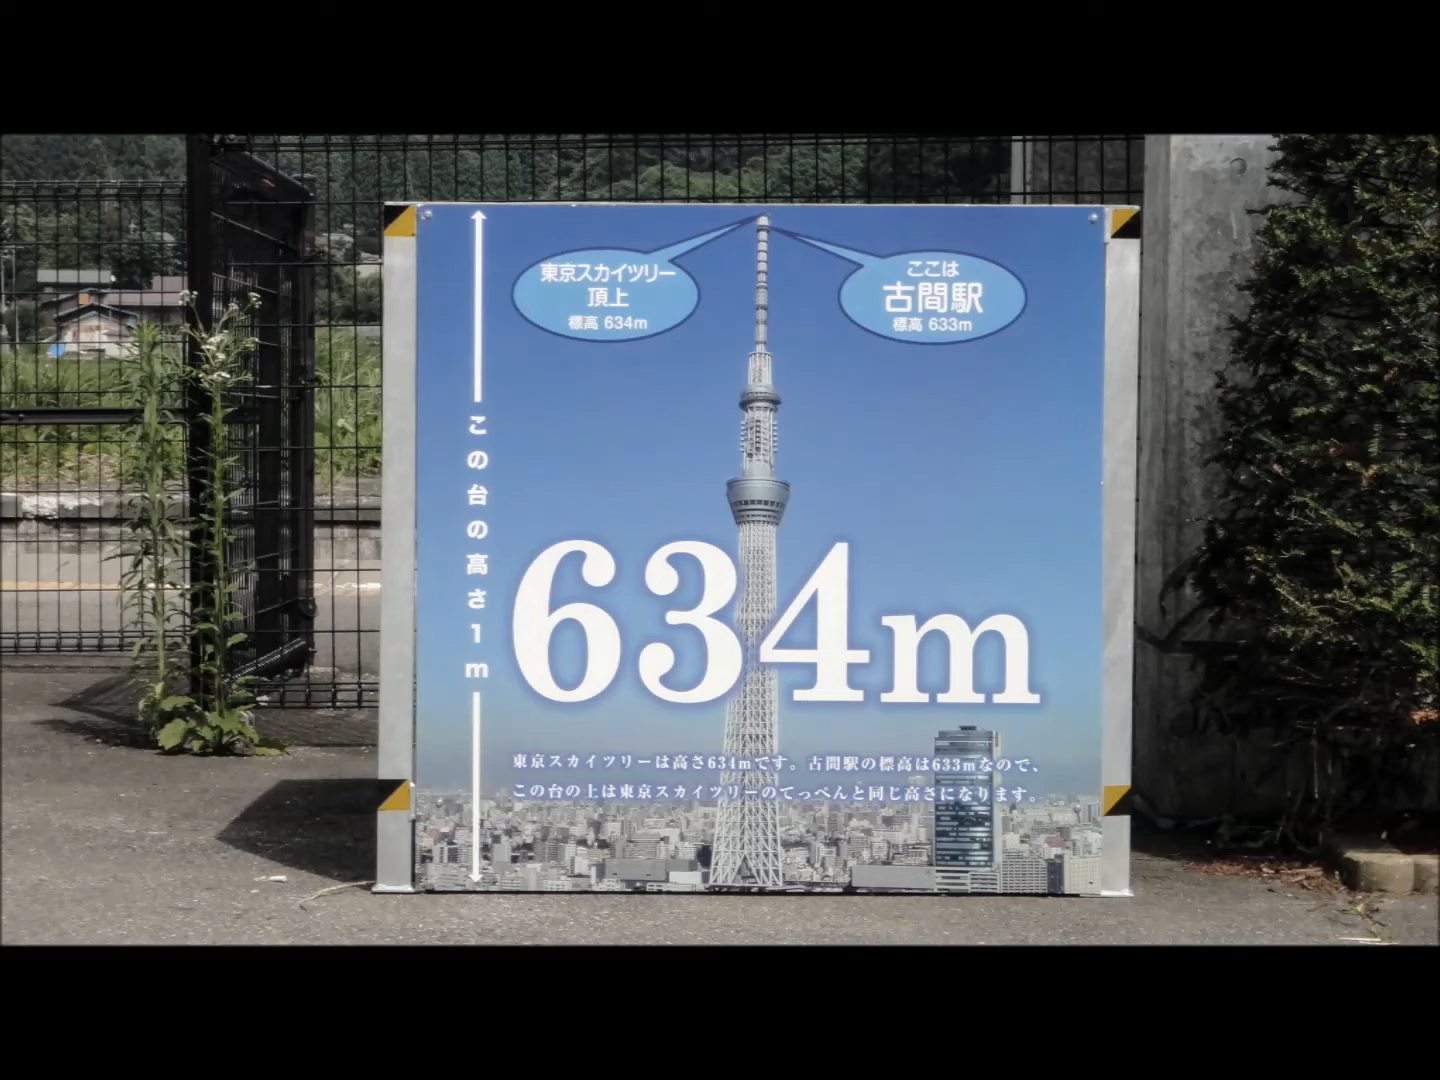 東京スカイツリー
頂上
標高 634m
ここは
古間駅
標高 633m
この台の高さ1m
634m
東京スカイツリーは高さ634mです。古間駅の標高は633mなので、
この台の上は東京スカイツリーのてっぺんと同じ高さになります。